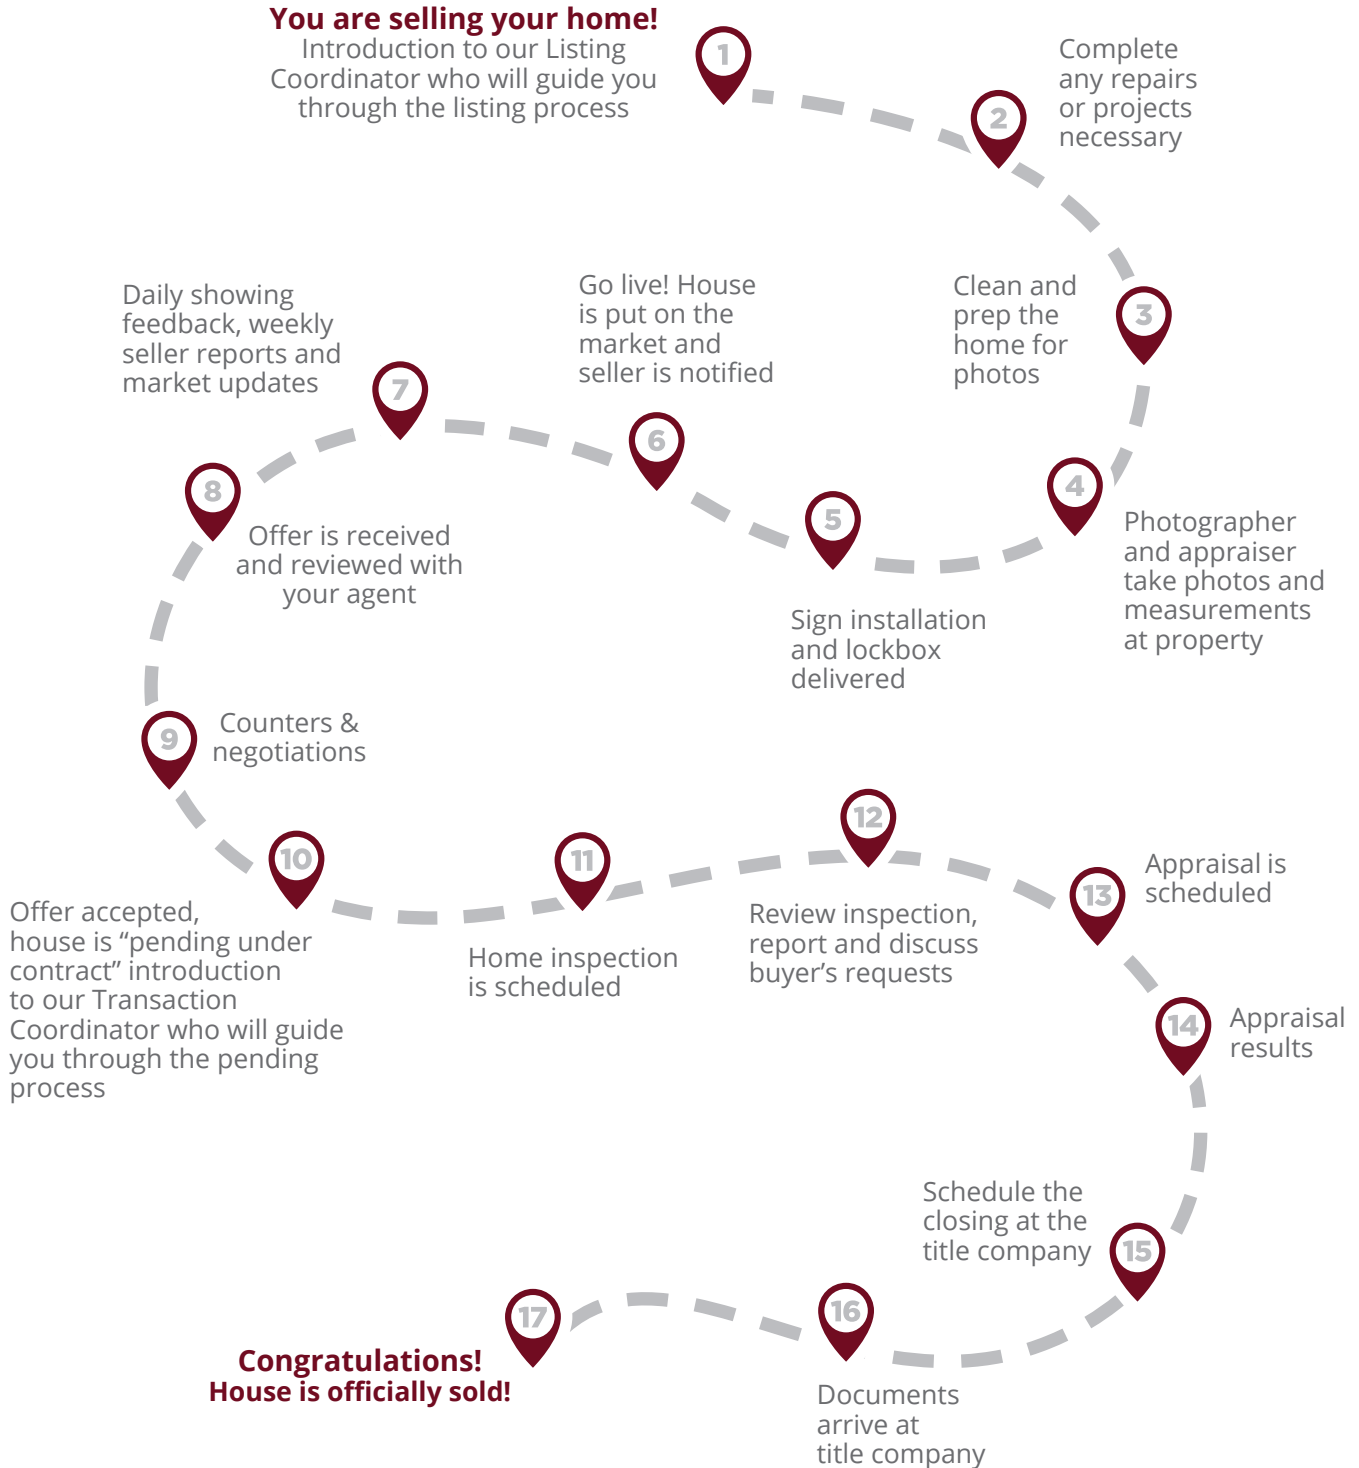 You are selling your home!
Introduction to our Listing
Coordinator who will guide you
through the listing process
1
2
Complete
any repairs
or projects
necessary
3
Clean and
prep the
home for
photos
4
Photographer
and appraiser
take photos and
measurements
at property
5
Sign installation
and lockbox
delivered
6
Go live! House
is put on the
market and
seller is notified
7
Daily showing
feedback, weekly
seller reports and
market updates
8
Offer is received
and reviewed with
your agent
9
Counters &
negotiations
10
Offer accepted,
house is “pending under
contract” introduction
to our Transaction
Coordinator who will guide
you through the pending
process
11
Home inspection
is scheduled
12
Review inspection,
report and discuss
buyer’s requests
13
Appraisal is
scheduled
14
Appraisal
results
15
Schedule the
closing at the
title company
16
Documents
arrive at
title company
17
Congratulations!
House is officially sold!